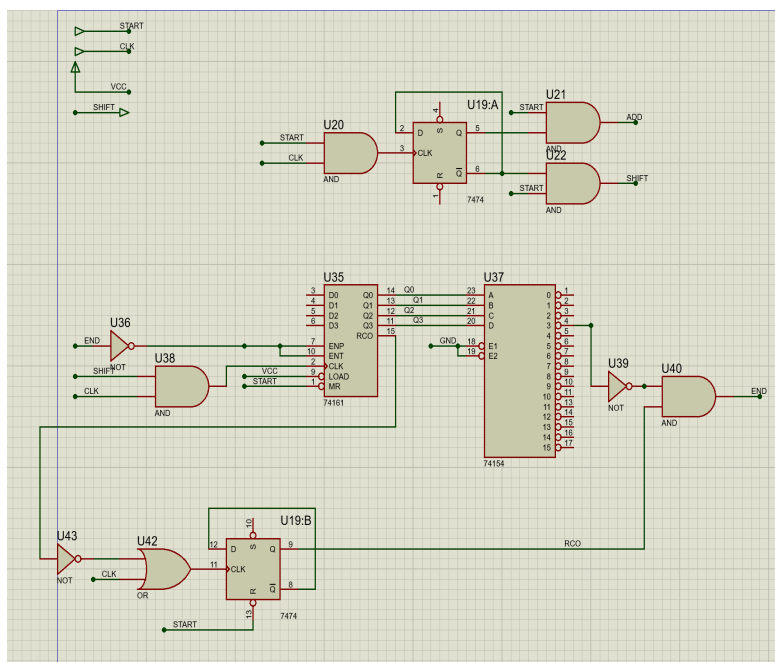 START
CLK
VCC
SHIFT
U20
START
CLK
AND
U19:A
4
2 D S Q 5
3 CLK
Q 6
R
1
7474
U21
START
ADD
AND
U22
START
SHIFT
AND
U35
3 D0 Q0 14 Q0
4 D1 Q1 13 Q1
5 D2 Q2 12 Q2
6 D3 Q3 11 Q3
RCO 15
7 ENP
10 ENT
2 CLK
9 LOAD
1 MR
74161
U36
END
NOT
U38
SHIFT
CLK
AND
VCC
START
U37
23 A 0 1
22 B 1 2
21 C 2 3
20 D 3 4
4 5
GND 18 E1 5 6
19 E2 6 7
7 8
8 9
9 10
10 11
11 13
12 14
13 15
14 16
15 17
74154
U39
NOT
U40
AND
END
U43
NOT
U42
CLK
OR
U19:B
10
12 D S Q 9
11 CLK
Q 8
R
13
7474
START
RCO